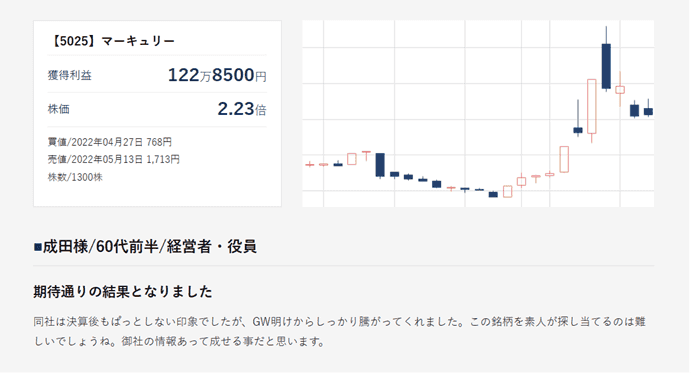 【5025】マーキュリー
獲得利益 122万8500円
株価 2.23倍
買値/2022年04月27日 768円
売値/2022年05月13日 1,713円
株数/1300株
■成田様/60代前半/経営者・役員
期待通りの結果となりました
同社は決算後もぱっとしない印象でしたが、GW明けからしっかり騰がってくれました。この銘柄を素人が探し当てるのは難
しいでしょうね。御社の情報あって成せる事だと思います。